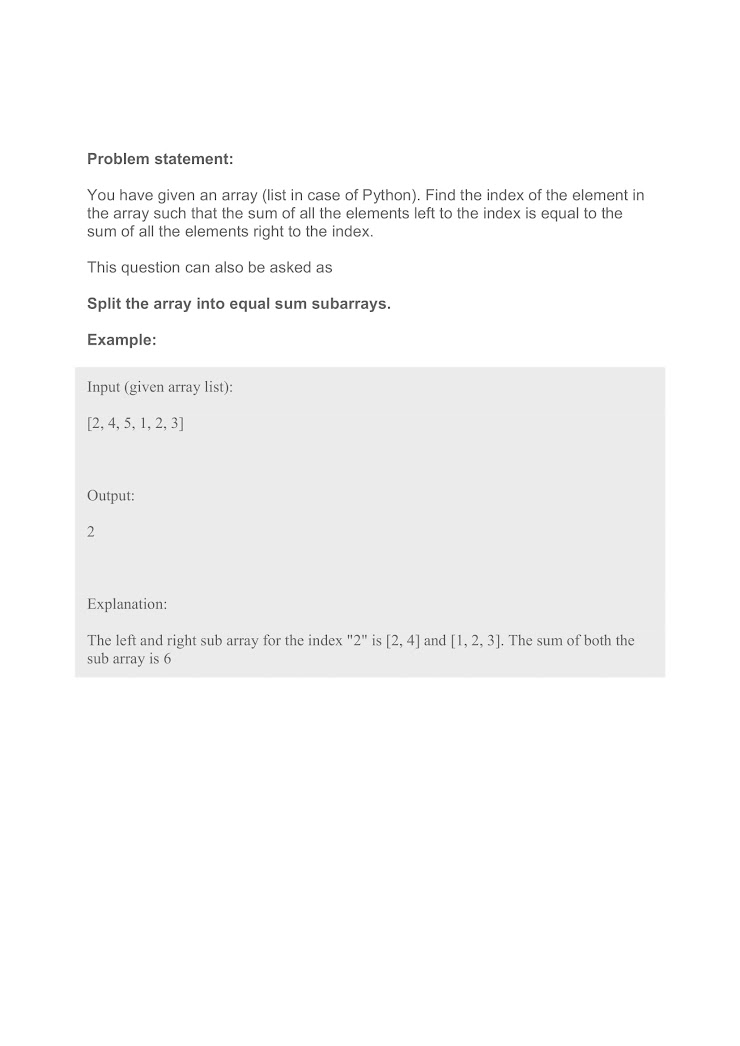 Problem statement:
You have given an array (list in case of Python). Find the index of the element in
the array such that the sum of all the elements left to the index is equal to the
sum of all the elements right to the index.
This question can also be asked as
Split the array into equal sum subarrays.
Example:
Input (given array list):
[2, 4, 5, 1, 2, 3]
Output:
2
Explanation:
The left and right sub array for the index "2" is [2, 4] and [1, 2, 3]. The sum of both the
sub array is 6